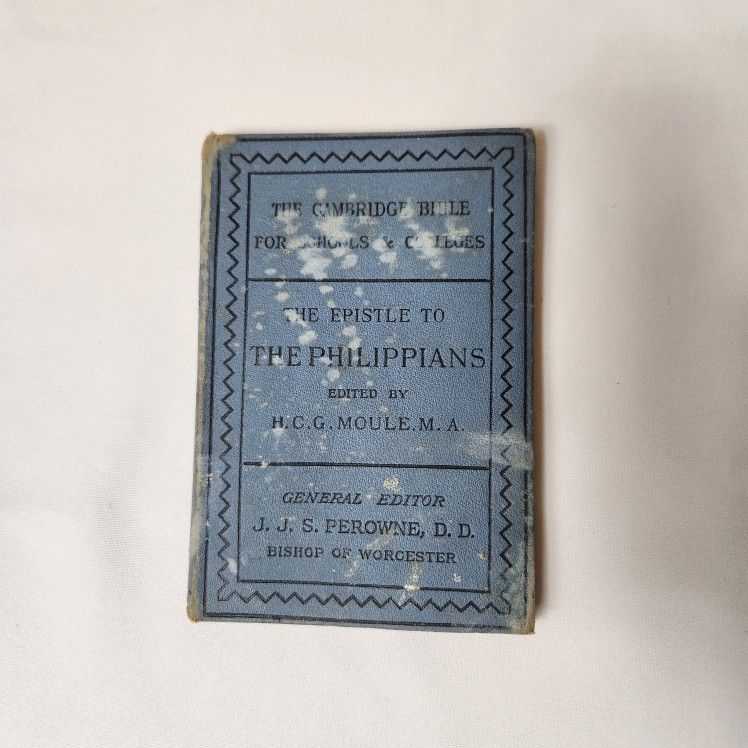 THE CAMBRIDGE BIBLE
FOR SCHOOLS & COLLEGES
THE EPISTLE TO
THE PHILIPPIANS
EDITED BY
H.C.G. MOULE, M.A.
GENERAL EDITOR
J. J. S. PEROWNE, D. D.
BISHOP OF WORCESTER